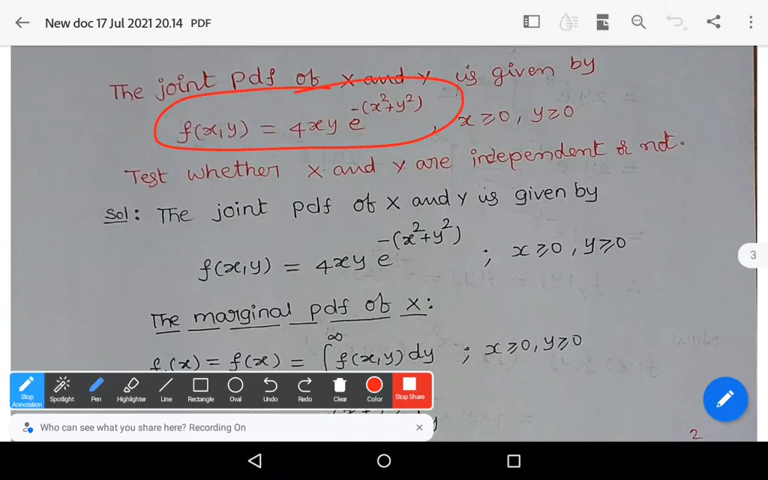 New doc 17 Jul 2021 20.14 PDF
The joint pdf of x and y is given by
f(x,y) = 4xy e^-(x²+y²), x ≥ 0, y ≥ 0
Test whether x and y are independent or not.
Sol: The joint pdf of x and y is given by
f(x,y) = 4xy e^-(x²+y²) ; x ≥ 0, y ≥ 0
3
The marginal pdf of x:
f(x) = f(x) = ∫ ∞ f(x,y) dy ; x ≥ 0, y ≥ 0
Stop Annotation Spotlight Pen Highlighter Line Rectangle Oval Undo Redo Clear Color Stop Share
Who can see what you share here? Recording On
2